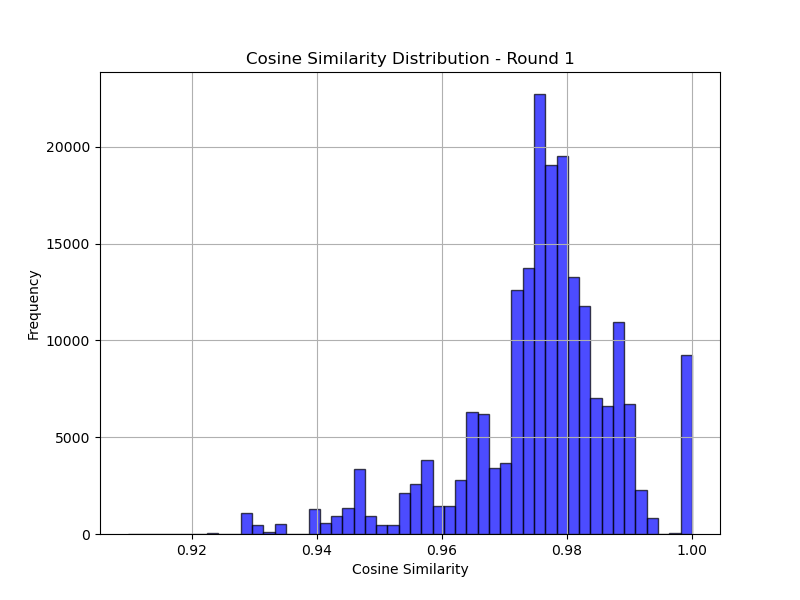 Cosine Similarity Distribution - Round 1
Frequency
20000
15000
10000
5000
0
0.92 0.94 0.96 0.98 1.00
Cosine Similarity